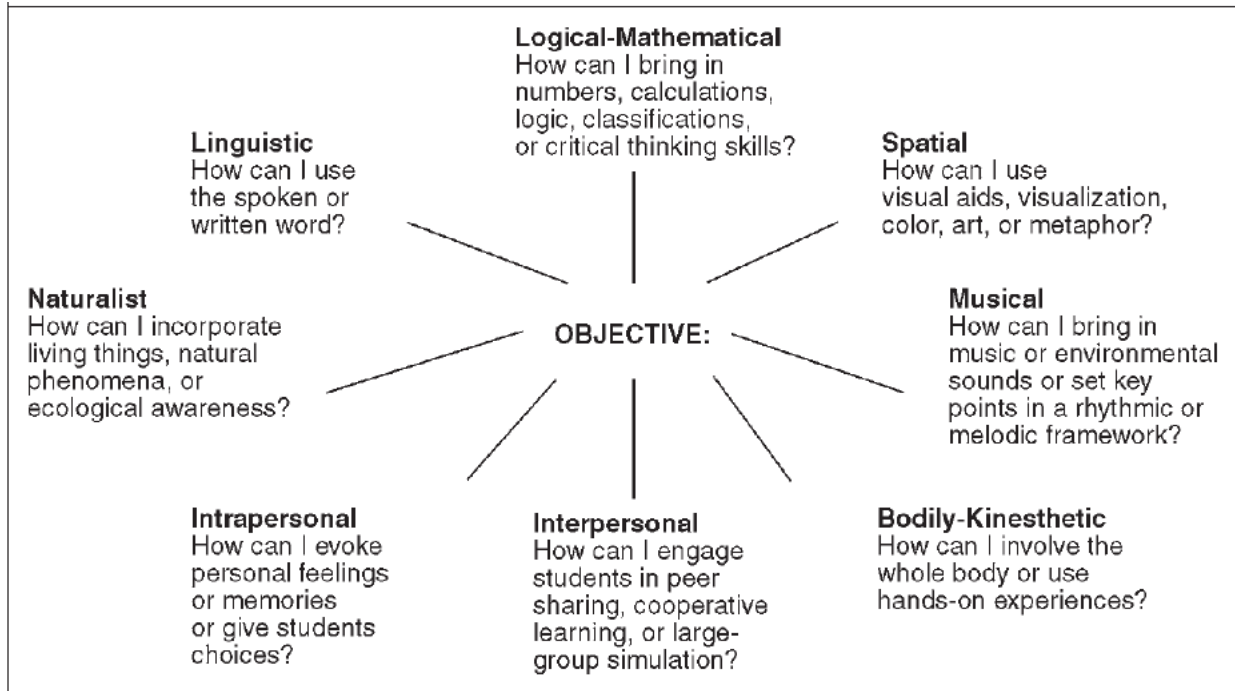 Logical-Mathematical
How can I bring in
numbers, calculations,
logic, classifications,
or critical thinking skills?
Linguistic
How can I use
the spoken or
written word?
Spatial
How can I use
visual aids, visualization,
color, art, or metaphor?
Naturalist
How can I incorporate
living things, natural
phenomena, or
ecological awareness?
OBJECTIVE:
Musical
How can I bring in
music or environmental
sounds or set key
points in a rhythmic or
melodic framework?
Intrapersonal
How can I evoke
personal feelings
or memories
or give students
choices?
Interpersonal
How can I engage
students in peer
sharing, cooperative
learning, or large-
group simulation?
Bodily-Kinesthetic
How can I involve the
whole body or use
hands-on experiences?